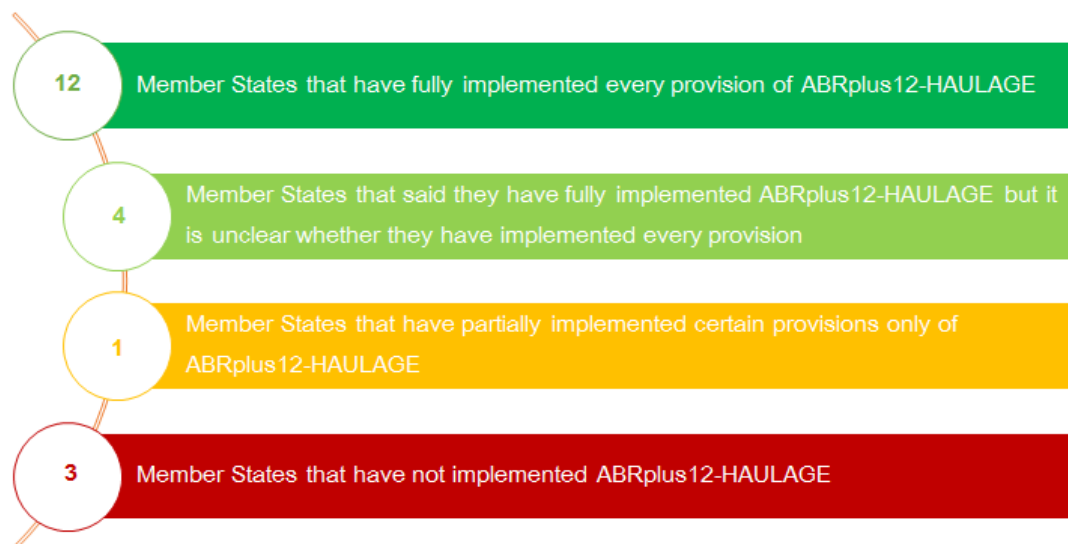 12
Member States that have fully implemented every provision of ABRplus12-HAULAGE
4
Member States that said they have fully implemented ABRplus12-HAULAGE but it
is unclear whether they have implemented every provision
1
Member States that have partially implemented certain provisions only of
ABRplus12-HAULAGE
3
Member States that have not implemented ABRplus12-HAULAGE